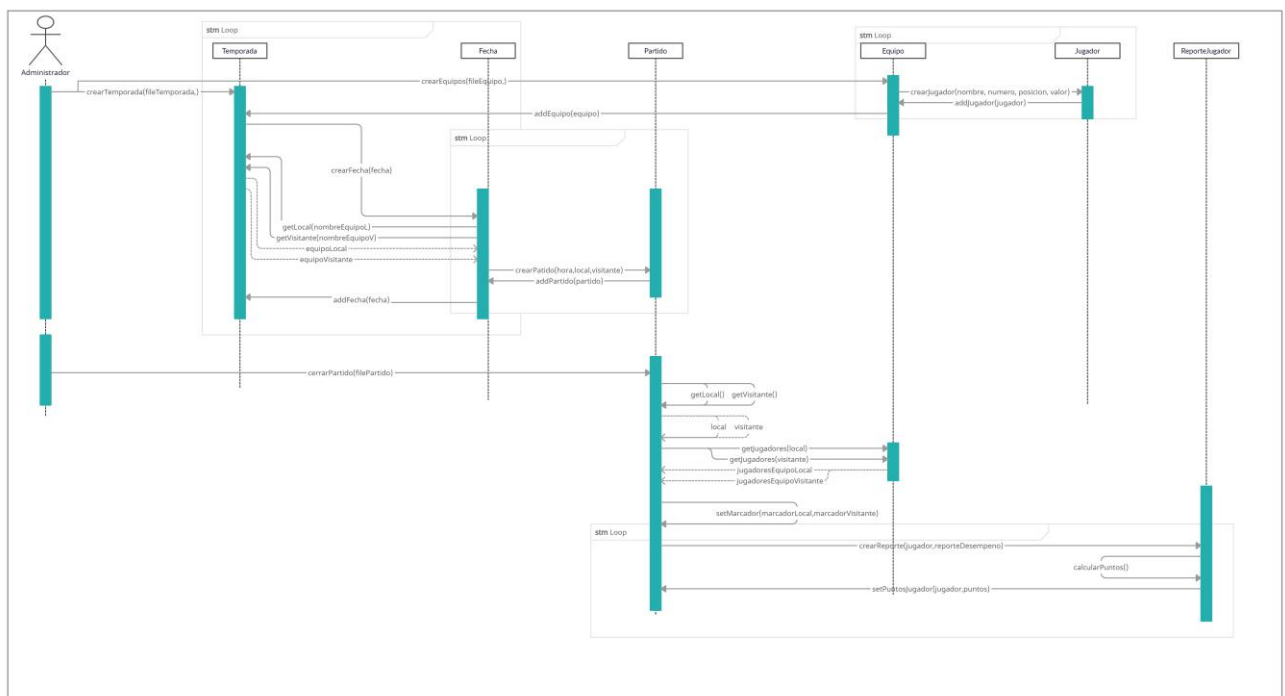 stm Loop
stm Loop
Temporada
Fecha
Partido
Equipo
Jugador
ReporteJugador
Administrador
crearEquipos(fileEquipo,)
crearTemporada(fileTemporada,)
crearJugador(nombre, numero, posicion, valor)
addJugador(jugador)
addEquipo(equipo)
stm Loop
crearFecha(fecha)
getLocal(nombreEquipoL)
getVisitante(nombreEquipoV)
equipoLocal
equipoVisitante
crearPatido(hora,local,visitante)
addPartido(partido)
addFecha(fecha)
cerrarPartido(filePartido)
getLocal() getVisitante()
local visitante
getJugadores(local)
getJugadores(visitante)
jugadoresEquipoLocal
jugadoresEquipoVisitante
setMarcador(marcadorLocal,marcadorVisitante)
stm Loop
crearReporte(jugador,reporteDesempeno)
calcularPuntos()
setPuntosJugador(jugador,puntos)